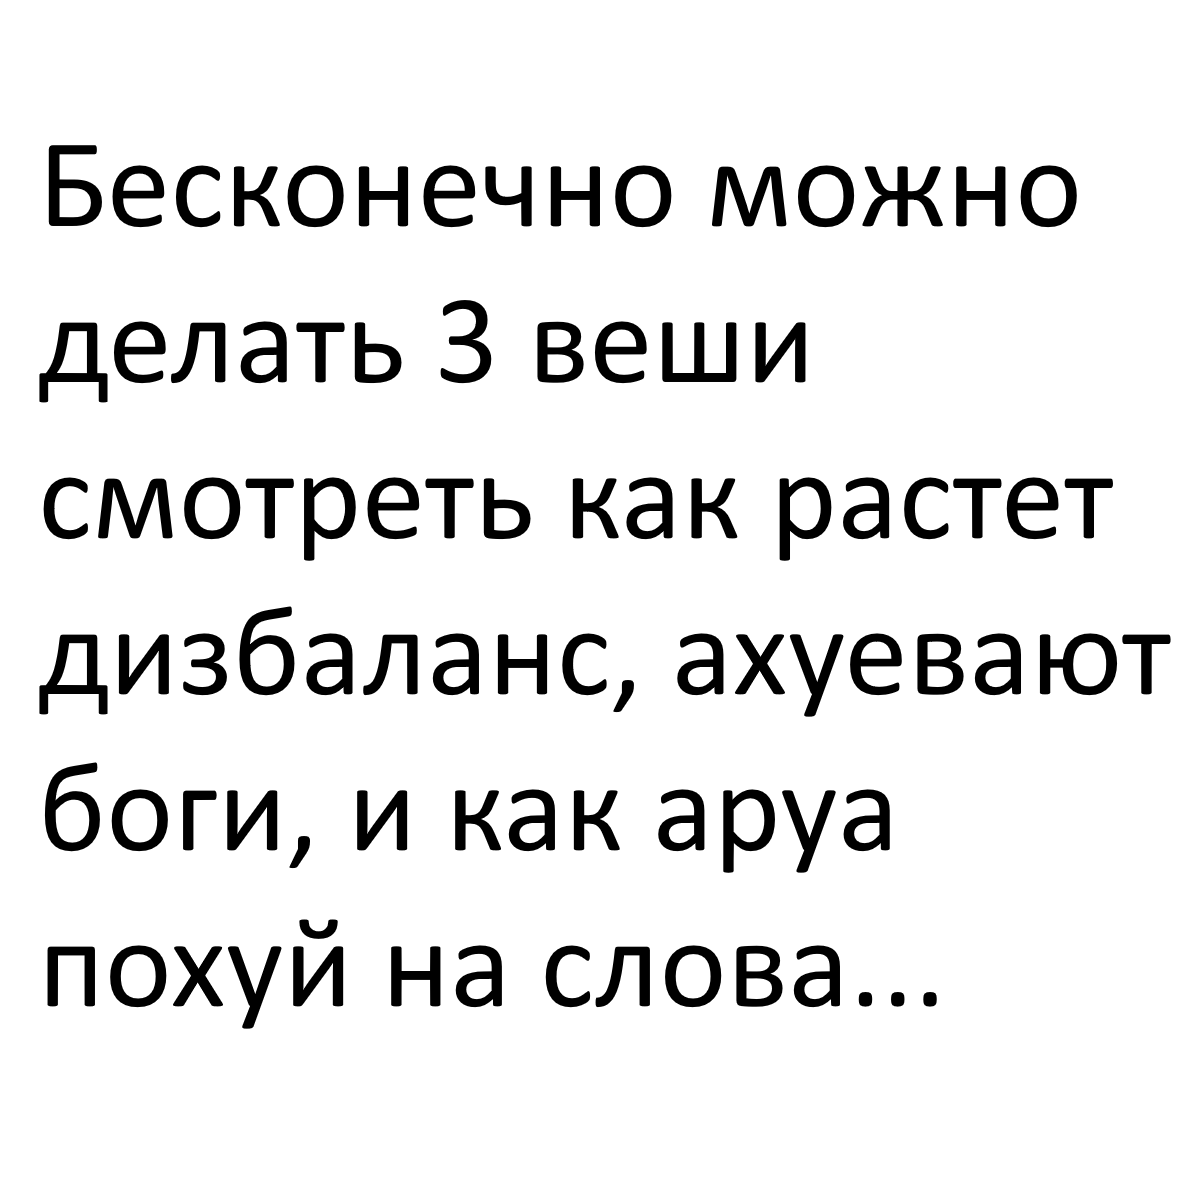 Бесконечно можно
делать 3 веши
смотреть как растет
дизбаланс, ахуевают
боги, и как аруа
похуй на слова...